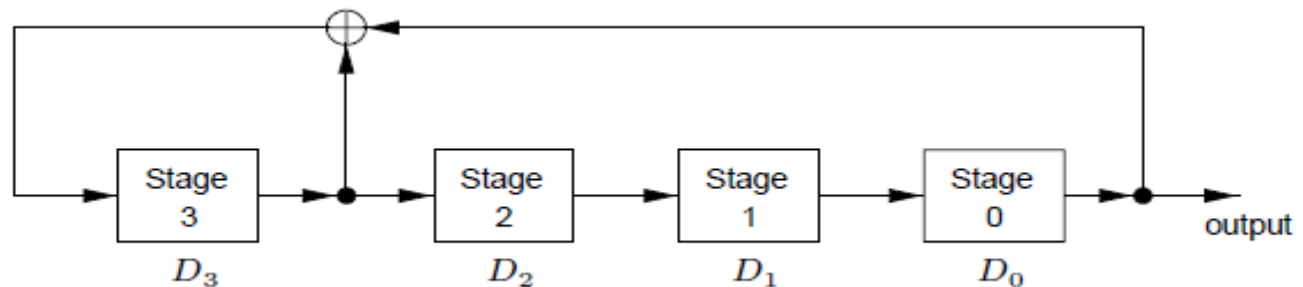 Stage 3
Stage 2
Stage 1
Stage 0
output
D₃
D₂
D₁
D₀